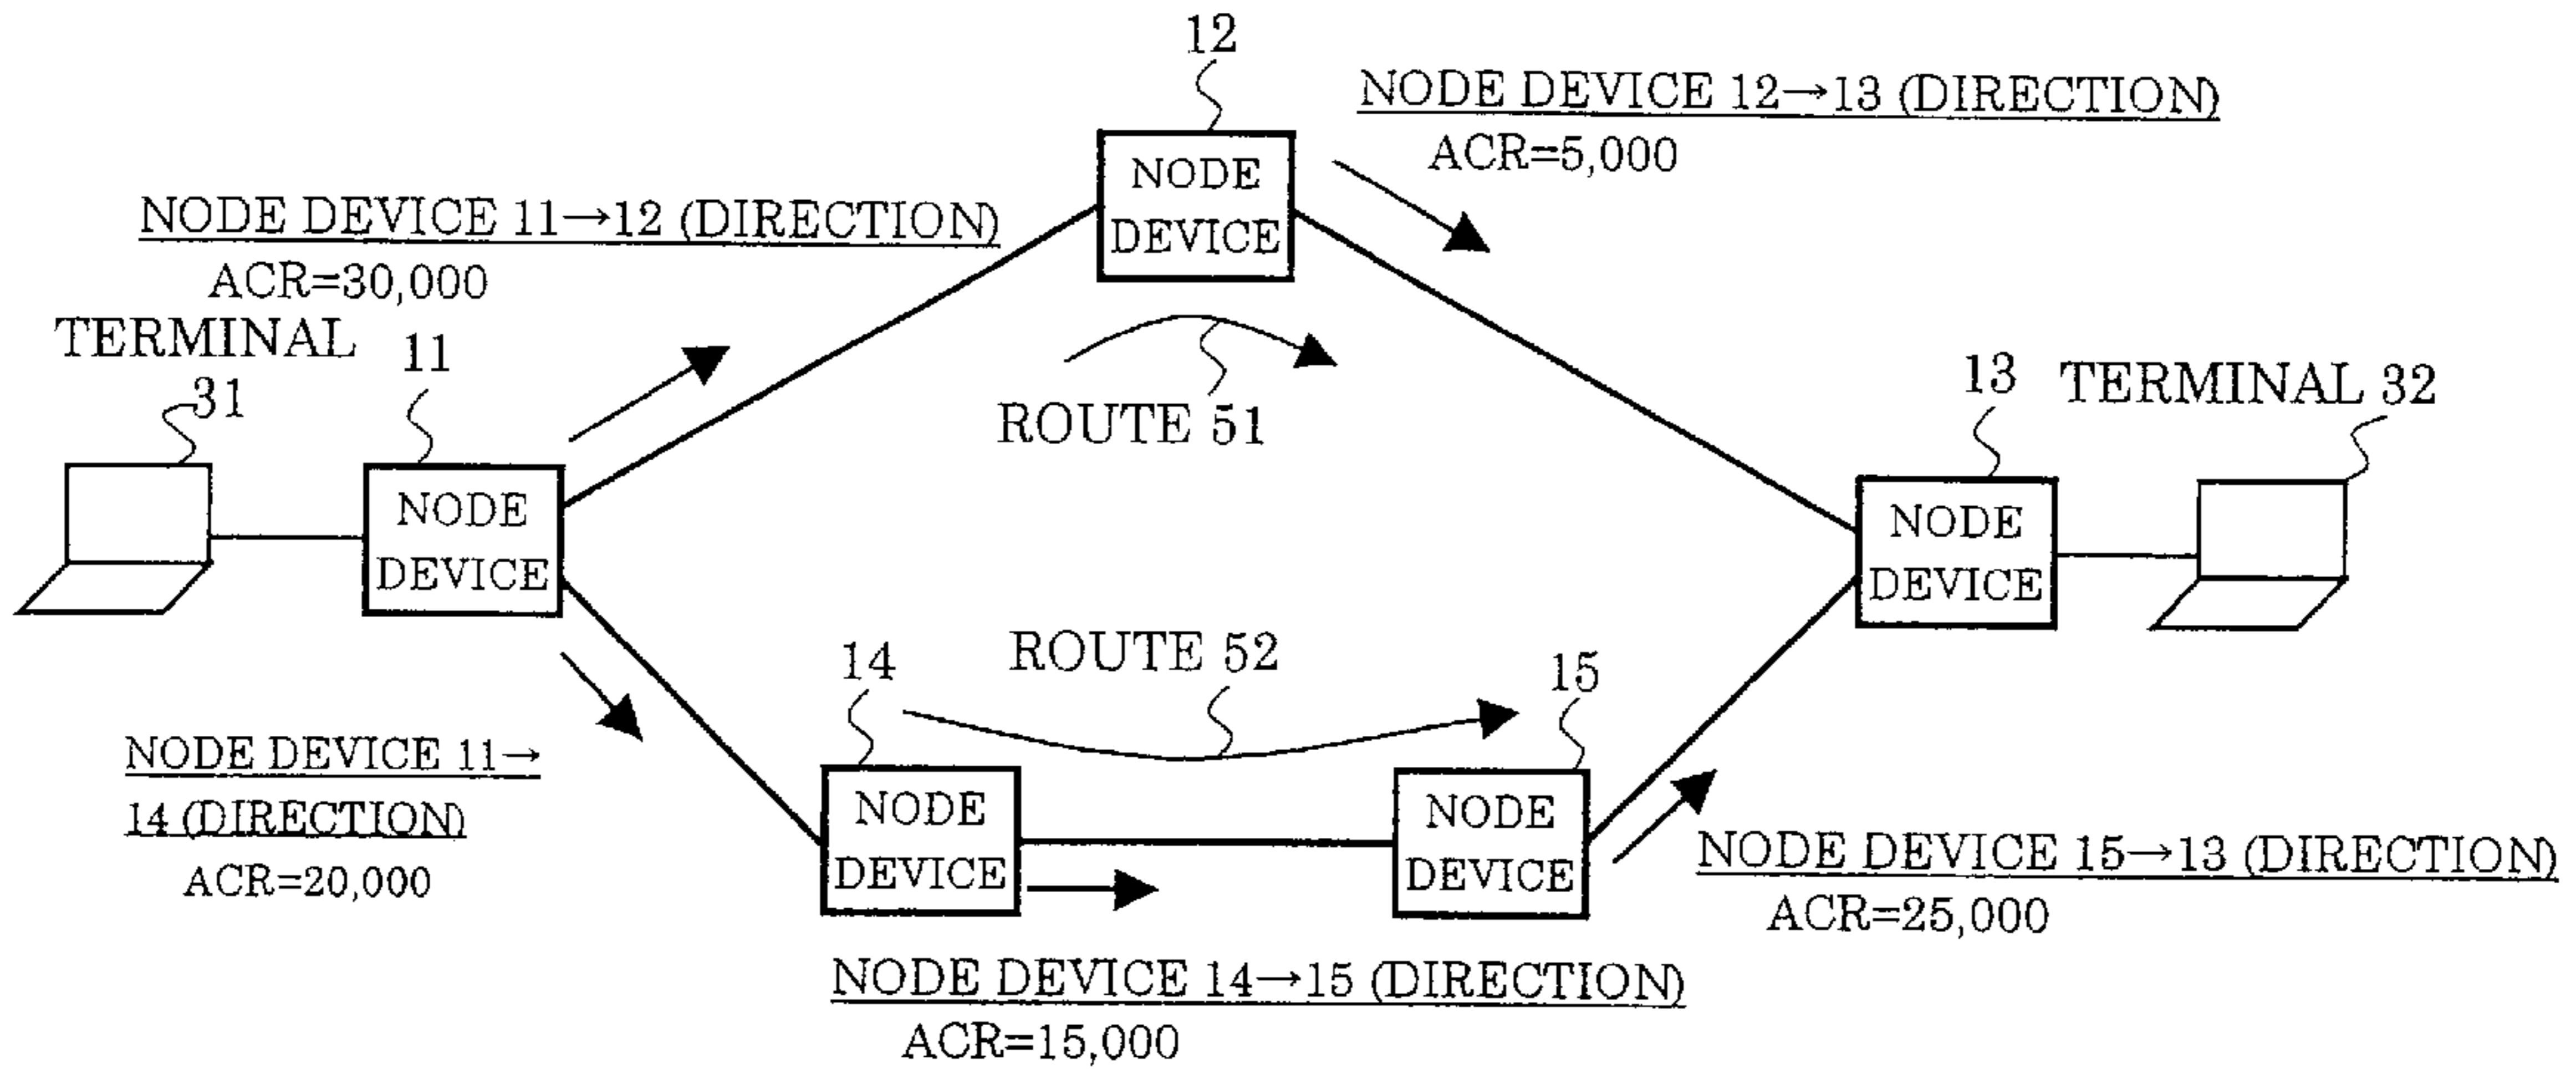 12
NODE DEVICE 12→13 (DIRECTION)
ACR=5,000
NODE
DEVICE
NODE DEVICE 11→12 (DIRECTION)
ACR=30,000
TERMINAL
31
11
ROUTE 51
13
TERMINAL 32
NODE
DEVICE
NODE
DEVICE
14
ROUTE 52
15
NODE DEVICE 11→
14 (DIRECTION)
ACR=20,000
NODE
DEVICE
NODE
DEVICE
NODE DEVICE 15→13 (DIRECTION)
ACR=25,000
NODE DEVICE 14→15 (DIRECTION)
ACR=15,000